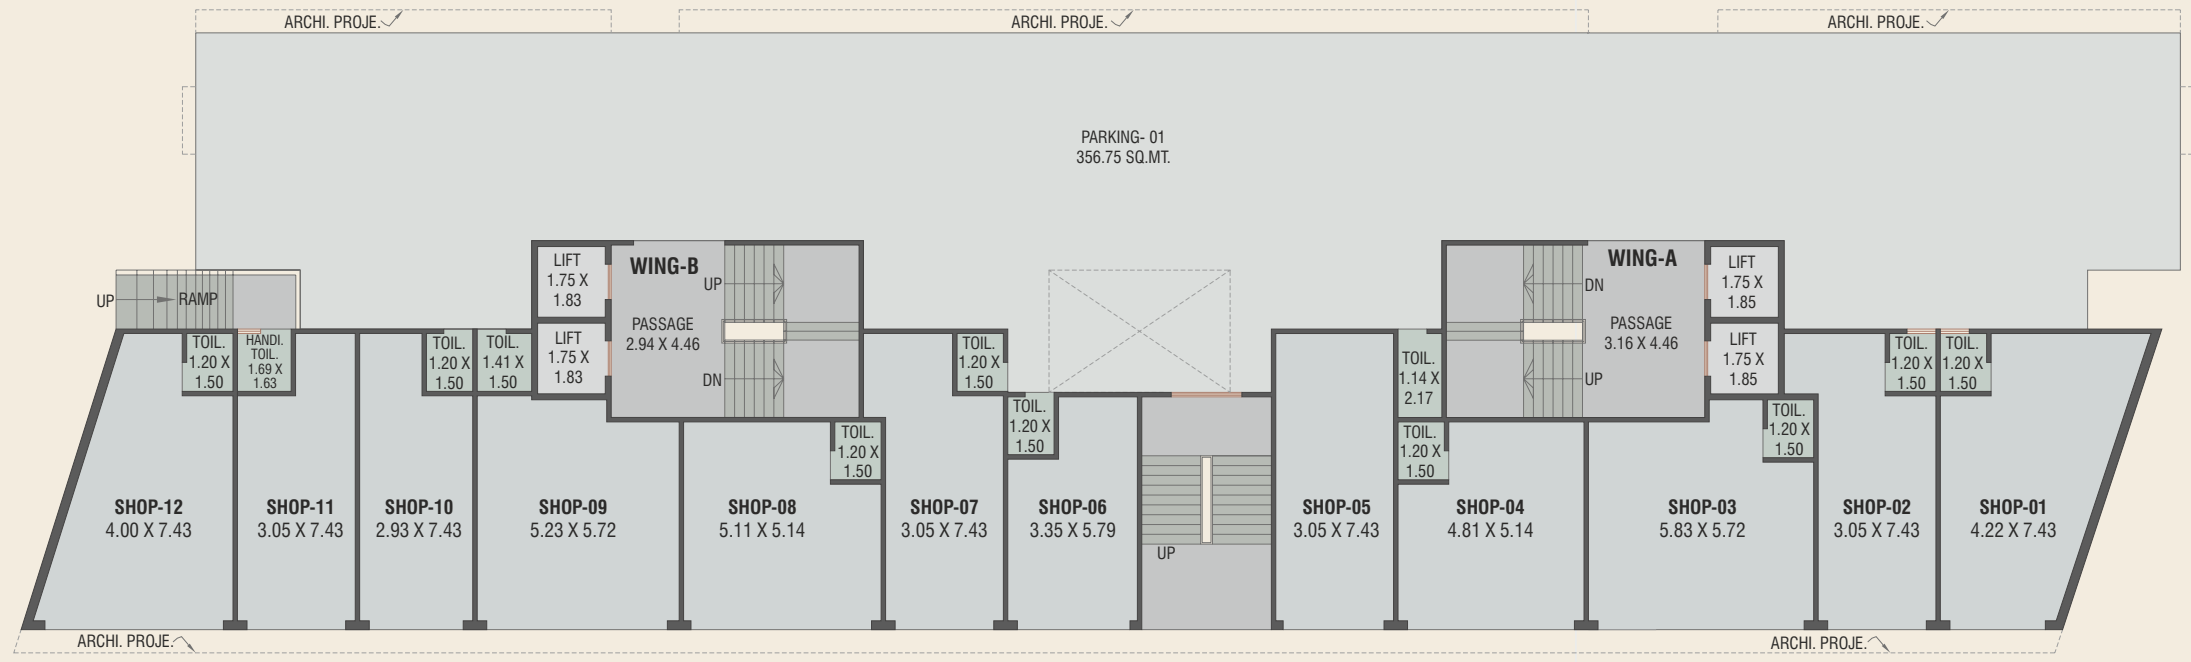 ARCHI. PROJE.
ARCHI. PROJE.
ARCHI. PROJE.
PARKING- 01
356.75 SQ.MT.
LIFT
1.75 X
1.83
WING-B
UP
PASSAGE
2.94 X 4.46
LIFT
1.75 X
1.83
DN
WING-A
DN
PASSAGE
3.16 X 4.46
UP
LIFT
1.75 X
1.85
LIFT
1.75 X
1.85
UP
RAMP
TOIL.
1.20 X
1.50
HANDI.
TOIL.
1.69 X
1.63
TOIL.
1.20 X
1.50
TOIL.
1.41 X
1.50
TOIL.
1.20 X
1.50
TOIL.
1.20 X
1.50
TOIL.
1.20 X
1.50
TOIL.
1.14 X
2.17
TOIL.
1.20 X
1.50
TOIL.
1.20 X
1.50
TOIL.
1.20 X
1.50
TOIL.
1.20 X
1.50
SHOP-12
4.00 X 7.43
SHOP-11
3.05 X 7.43
SHOP-10
2.93 X 7.43
SHOP-09
5.23 X 5.72
SHOP-08
5.11 X 5.14
SHOP-07
3.05 X 7.43
SHOP-06
3.35 X 5.79
UP
SHOP-05
3.05 X 7.43
SHOP-04
4.81 X 5.14
SHOP-03
5.83 X 5.72
SHOP-02
3.05 X 7.43
SHOP-01
4.22 X 7.43
ARCHI. PROJE.
ARCHI. PROJE.